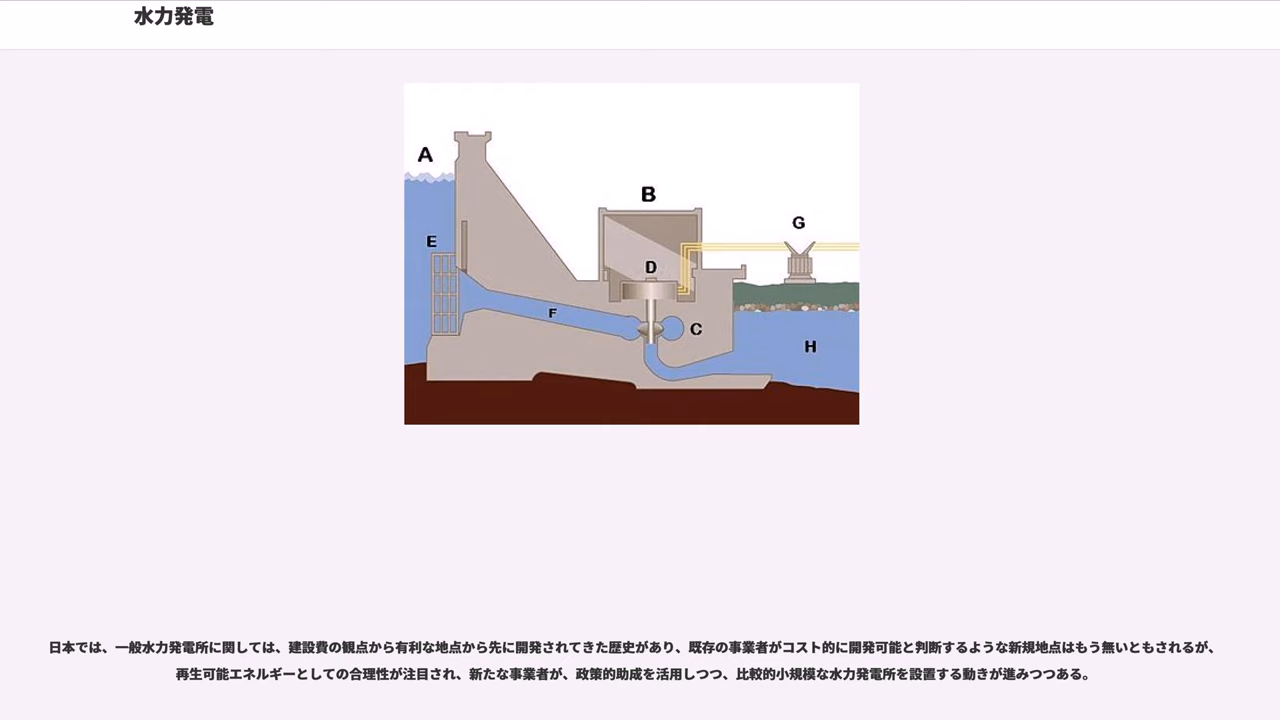 水力発電
A
B
G
E
D
F
C
H
日本では、一般水力発電所に関しては、建設費の観点から有利な地点から先に開発されてきた歴史があり、既存の事業者がコスト的に開発可能と判断するような新規地点はもう無いともされるが、
再生可能エネルギーとしての合理性が注目され、新たな事業者が、政策的助成を活用しつつ、比較的小規模な水力発電所を設置する動きが進みつつある。